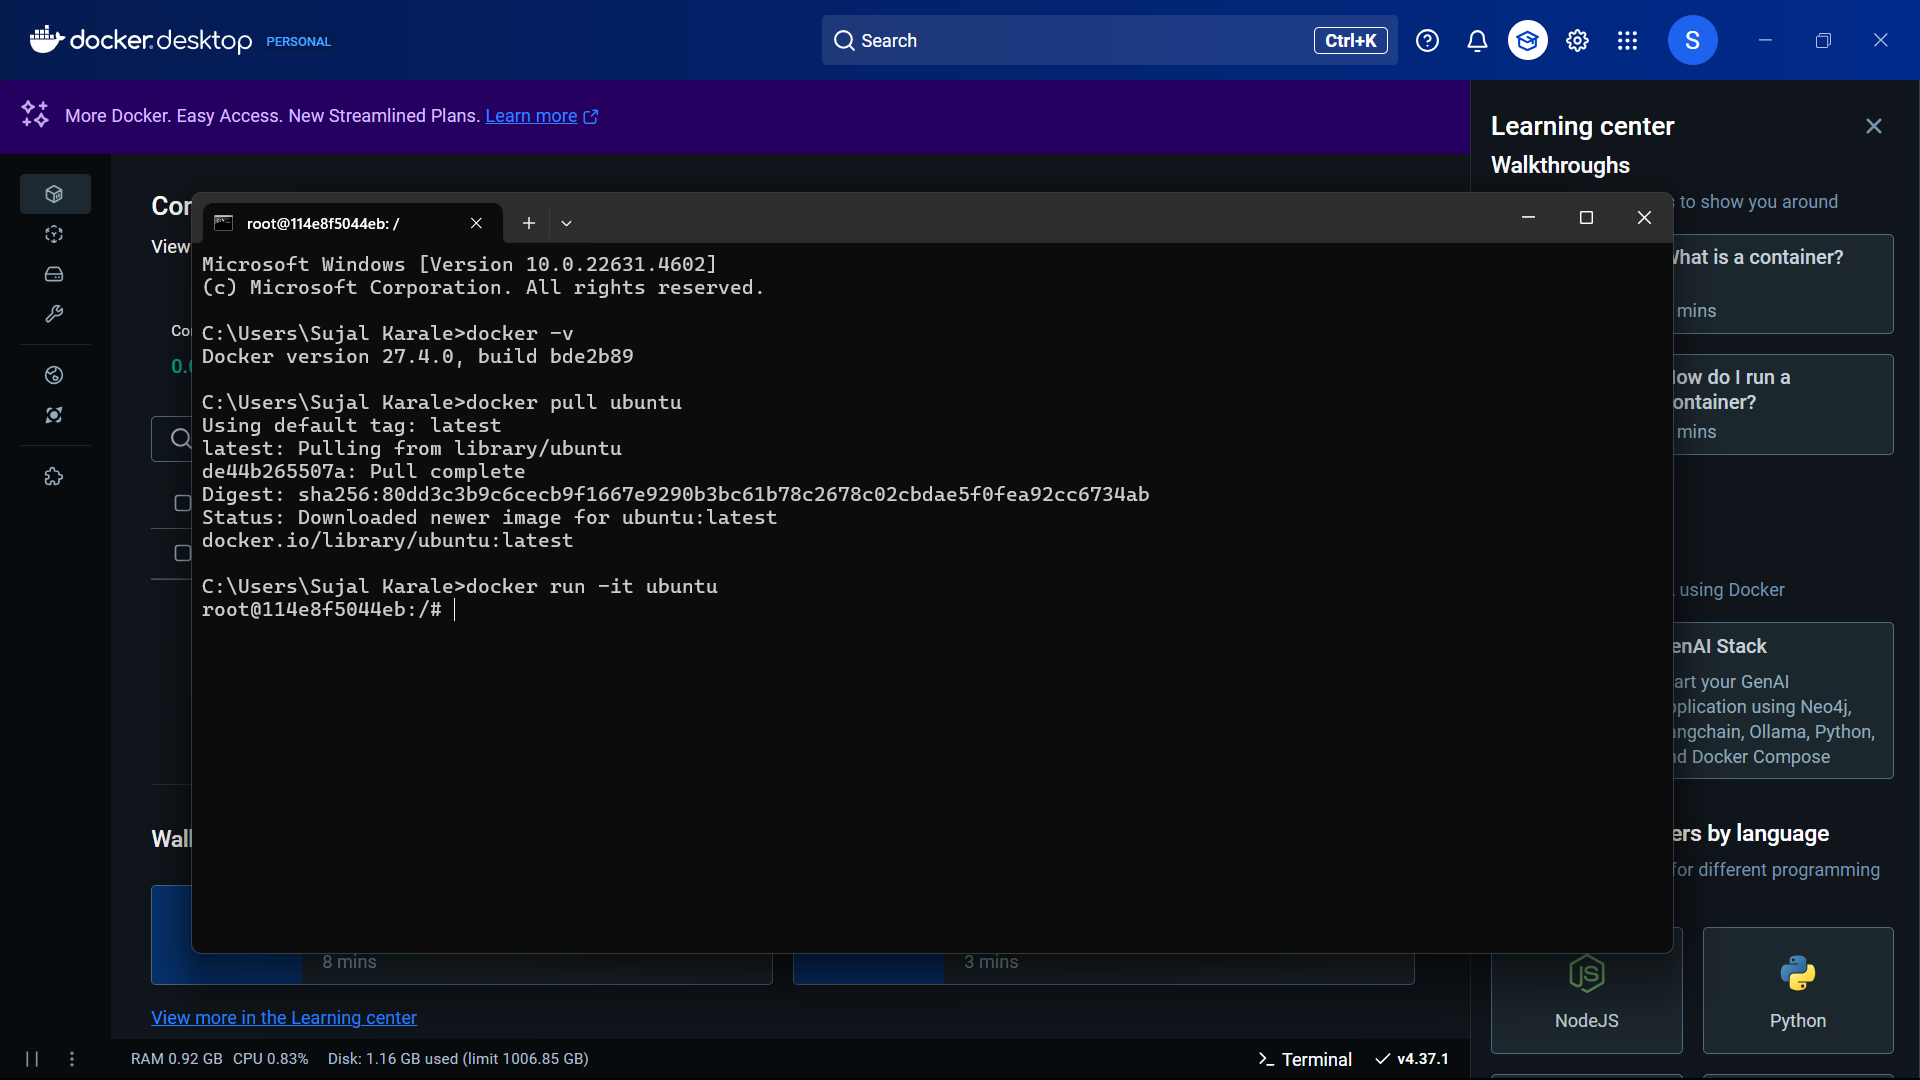 docker.desktop PERSONAL
Search Ctrl+K
S
More Docker. Easy Access. New Streamlined Plans. Learn more
Learning center
Walkthroughs
to show you around
hat is a container?
mins
ow do I run a
ontainer?
mins
using Docker
enAI Stack
art your GenAI
pplication using Neo4j,
angchain, Ollama, Python,
nd Docker Compose
ers by language
for different programming
JS
NodeJS
Python
Con
View
Co
0.0
root@114e8f5044eb: /
Microsoft Windows [Version 10.0.22631.4602]
(c) Microsoft Corporation. All rights reserved.
C:\Users\Sujal Karale>docker -v
Docker version 27.4.0, build bde2b89
C:\Users\Sujal Karale>docker pull ubuntu
Using default tag: latest
latest: Pulling from library/ubuntu
de44b265507a: Pull complete
Digest: sha256:80dd3c3b9c6cecb9f1667e9290b3bc61b78c2678c02cbdae5f0fea92cc6734ab
Status: Downloaded newer image for ubuntu:latest
docker.io/library/ubuntu:latest
C:\Users\Sujal Karale>docker run -it ubuntu
root@114e8f5044eb:/#
Wal
8 mins
3 mins
View more in the Learning center
RAM 0.92 GB CPU 0.83% Disk: 1.16 GB used (limit 1006.85 GB)
Terminal v4.37.1